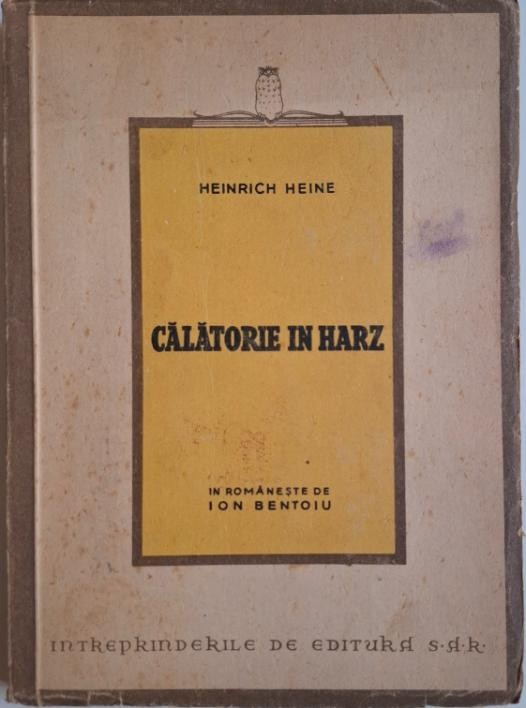 HEINRICH HEINE
CĂLĂTORIE IN HARZ
IN ROMÂNEȘTE DE
ION BENTOIU
INTREPRINDERILE DE EDITURĂ S·A·R·